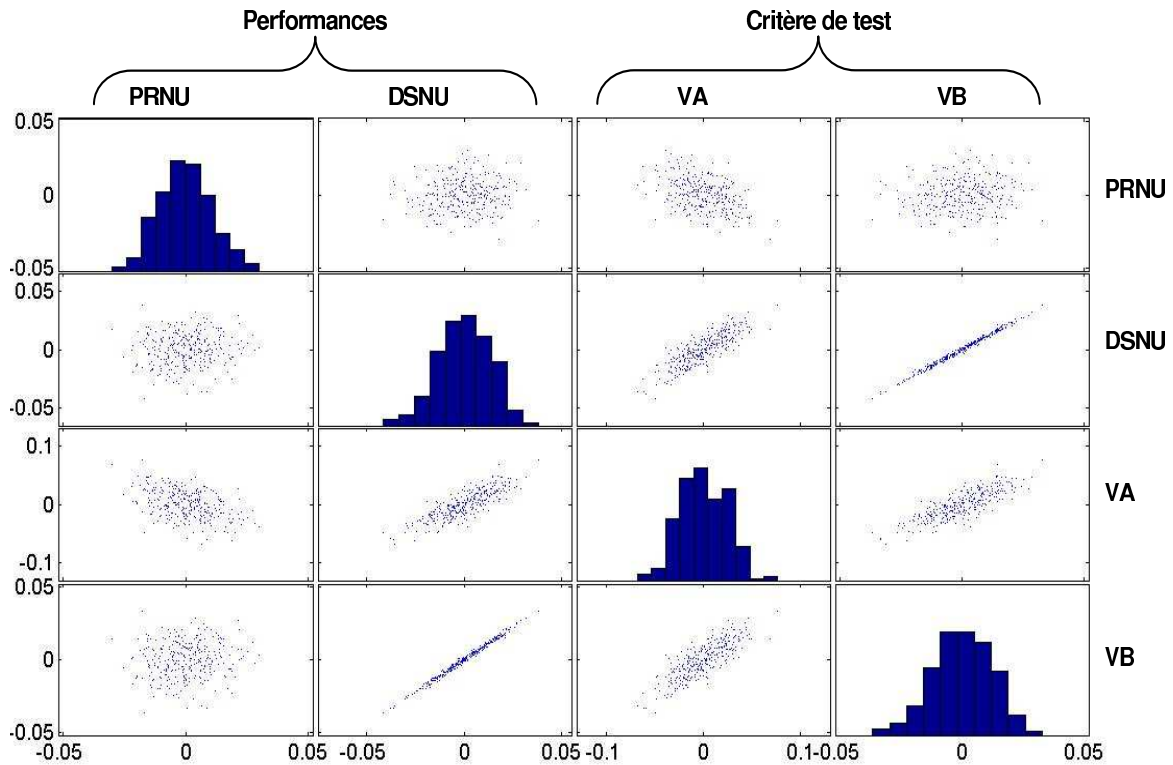 Performances Critère de test
PRNU DSNU VA VB
0.05
0
-0.05
PRNU
0.05
0
-0.05
DSNU
0.1
0
-0.1
VA
0.05
0
-0.05
VB
-0.05 0 0.05 -0.05 0 0.05 -0.1 0 0.1 -0.05 0 0.05